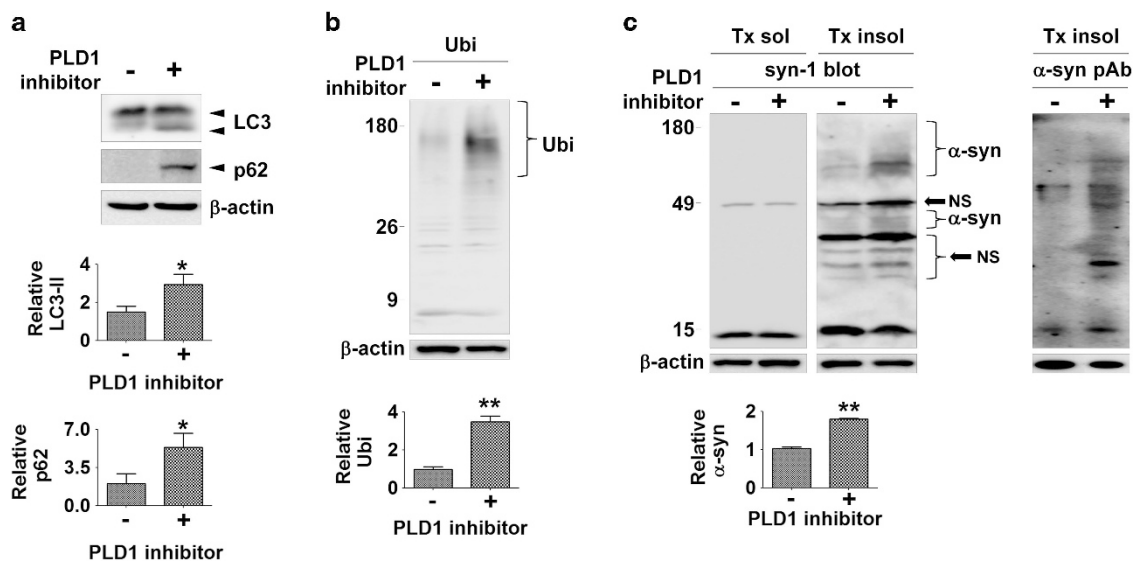 a
PLD1
inhibitor
- +
LC3
p62
β-actin
Relative
LC3-II
4
2
0
*
- +
PLD1 inhibitor
Relative
p62
7.0
3.5
0.0
*
- +
PLD1 inhibitor
b
Ubi
PLD1
inhibitor
- +
180
26
9
Ubi
β-actin
Relative
Ubi
4
2
0
**
- +
PLD1 inhibitor
c
Tx sol Tx insol
syn-1 blot
PLD1
inhibitor
- + - +
180
49
15
α-syn
NS
α-syn
NS
β-actin
Tx insol
α-syn pAb
- +
Relative
α-syn
2
1
0
**
- +
PLD1 inhibitor